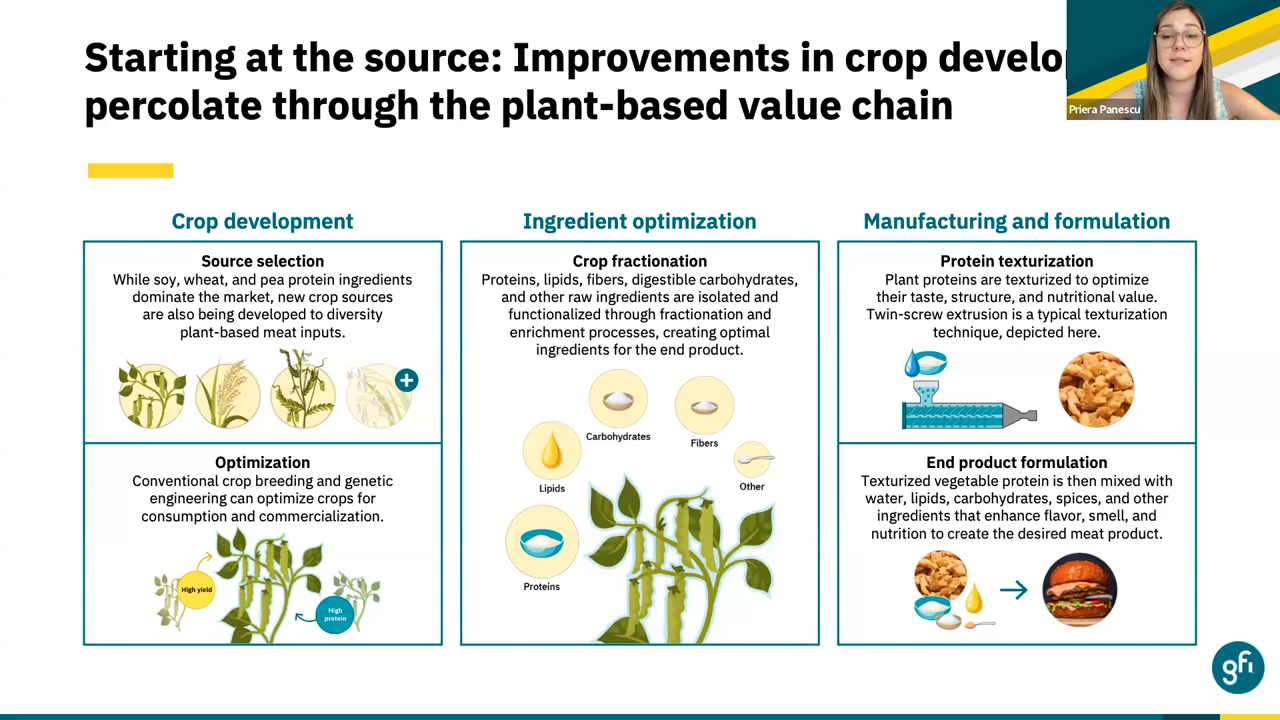 Starting at the source: Improvements in crop develo
percolate through the plant-based value chain
Priera Panescu
Crop development
Source selection
While soy, wheat, and pea protein ingredients
dominate the market, new crop sources
are also being developed to diversity
plant-based meat inputs.
+
Optimization
Conventional crop breeding and genetic
engineering can optimize crops for
consumption and commercialization.
High yield
High
protein
Ingredient optimization
Crop fractionation
Proteins, lipids, fibers, digestible carbohydrates,
and other raw ingredients are isolated and
functionalized through fractionation and
enrichment processes, creating optimal
ingredients for the end product.
Carbohydrates
Fibers
Lipids
Other
Proteins
Manufacturing and formulation
Protein texturization
Plant proteins are texturized to optimize
their taste, structure, and nutritional value.
Twin-screw extrusion is a typical texturization
technique, depicted here.
End product formulation
Texturized vegetable protein is then mixed with
water, lipids, carbohydrates, spices, and other
ingredients that enhance flavor, smell, and
nutrition to create the desired meat product.
gfi